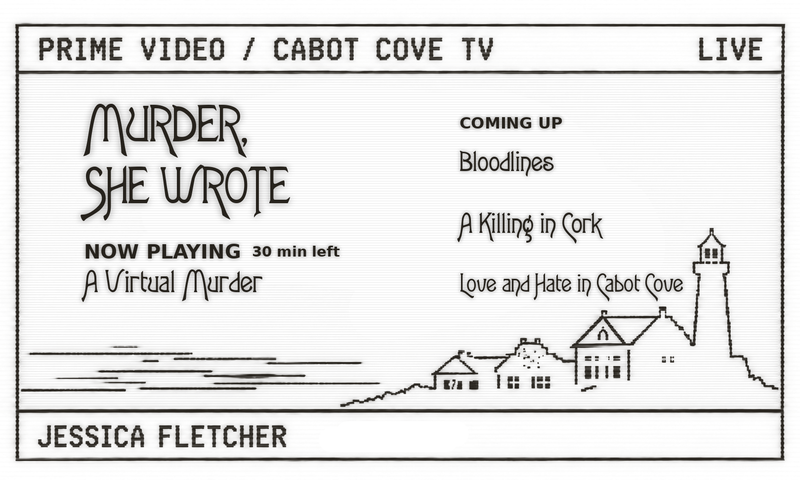 PRIME VIDEO / CABOT COVE TV LIVE
MURDER,
SHE WROTE
NOW PLAYING 30 min left
A Virtual Murder
COMING UP
Bloodlines
A Killing in Cork
Love and Hate in Cabot Cove
JESSICA FLETCHER